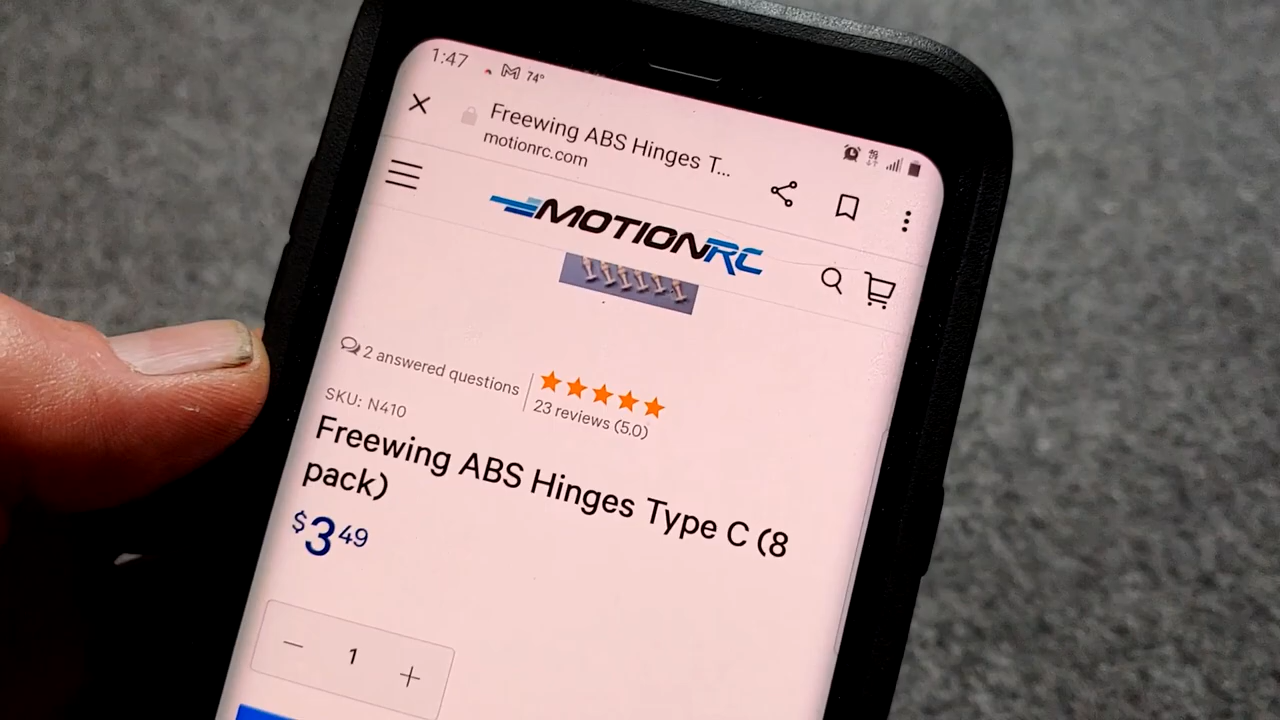 1:47 74°
Freewing ABS Hinges T...
motionrc.com
MOTIONRC
2 answered questions
23 reviews (5.0)
SKU: N410
Freewing ABS Hinges Type C (8
pack)
$3 49
1